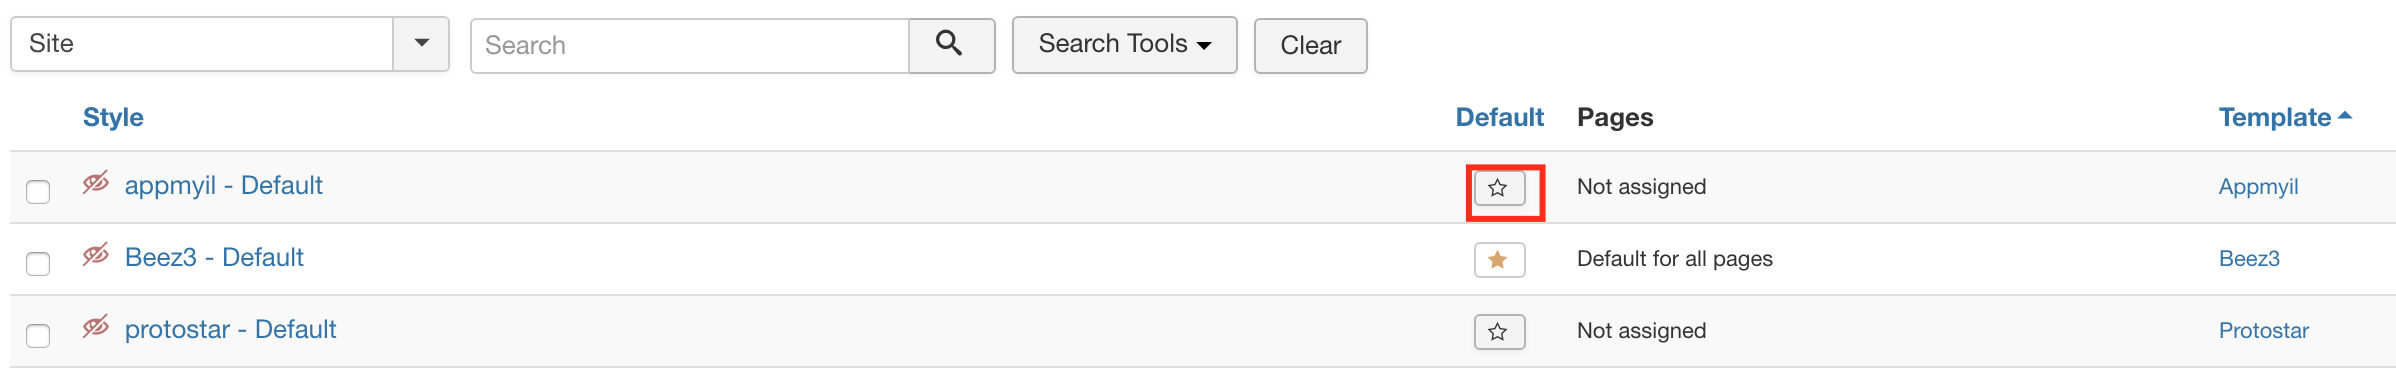 Site Search Search Tools Clear
Style Default Pages Template
appmyil - Default Not assigned Appmyil
Beez3 - Default Default for all pages Beez3
protostar - Default Not assigned Protostar